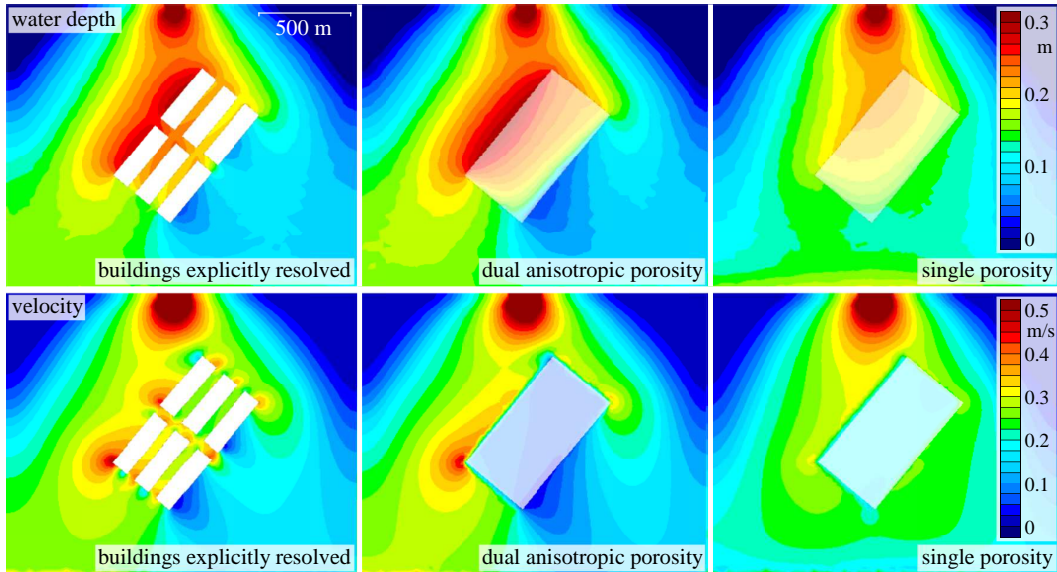 water depth
500 m
0.3
m
0.2
0.1
0
buildings explicitly resolved
dual anisotropic porosity
single porosity
velocity
0.5
m/s
0.4
0.3
0.2
0.1
0
buildings explicitly resolved
dual anisotropic porosity
single porosity